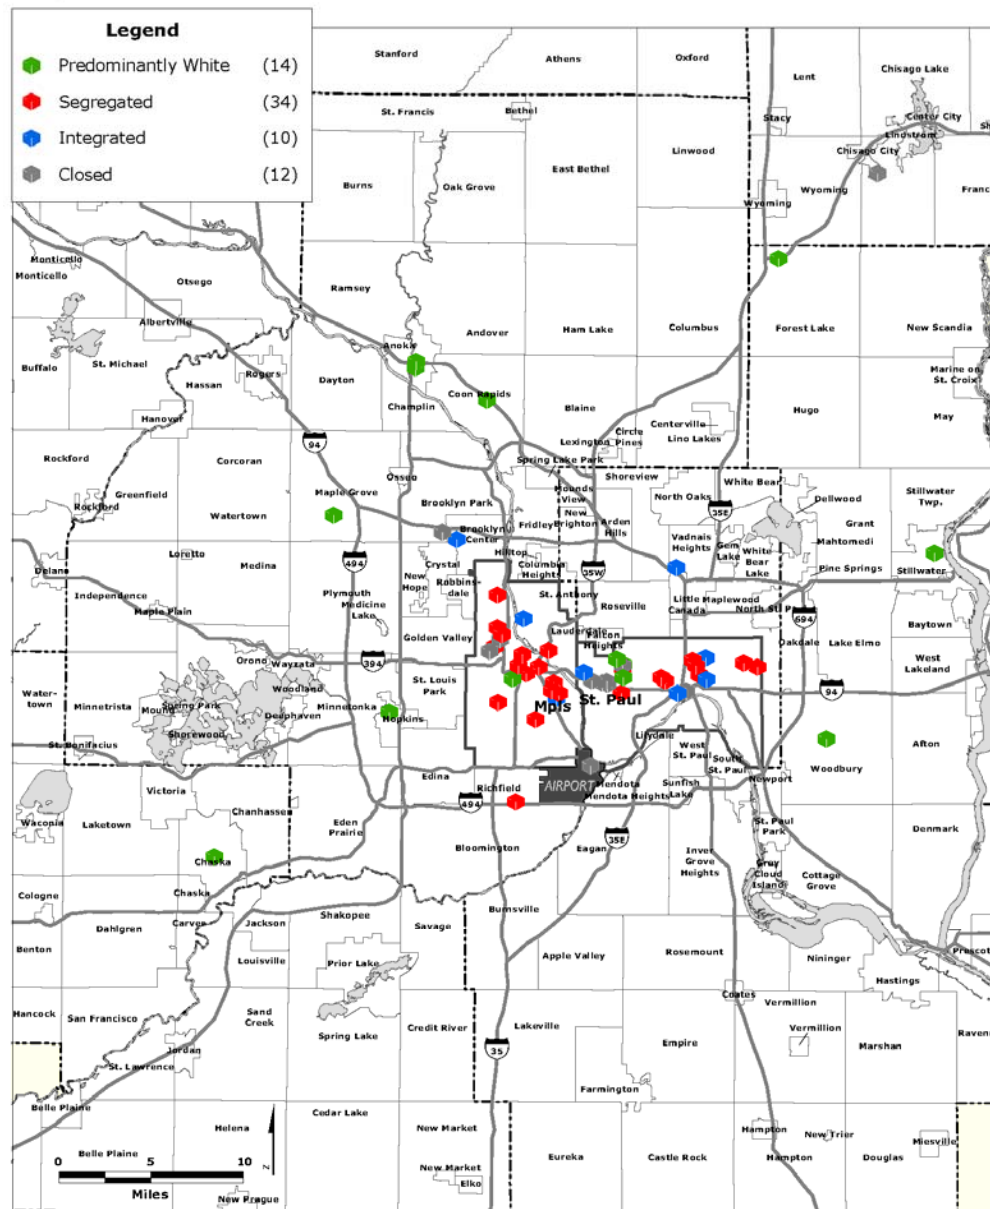 Legend
Predominantly White (14)
Segregated (34)
Integrated (10)
Closed (12)
Stanford
Athens
Oxford
Lent
Chisago Lake
St. Francis
Bethel
Stacy
Center City
Lindstrom
Chisago City
Linwood
East Bethel
Burns
Oak Grove
Wyoming
Wyoming
Franc
Monticello
Monticello
Otsego
Ramsey
Albertville
Andover
Ham Lake
Columbus
Forest Lake
New Scandia
Anoka
Buffalo
St. Michael
Rogers
Hassan
Dayton
Champlin
Coon Rapids
Blaine
Marine on
St. Croix
Hanover
Centerville
Circle
Pines
Lexington
Lino Lakes
Hugo
May
94
Rockford
Corcoran
Spring Lake Park
Osseo
Shoreview
Mounds
View
North Oaks
White Bear
Dellwood
Stillwater
Twp.
Greenfield
Rockford
Maple Grove
Brooklyn Park
New
Brighton
35E
Grant
Watertown
Brooklyn
Center
Fridley
Arden
Hills
Vadnais
Heights
Gem
Lake
White
Bear
Lake
Mahtomedi
Loretto
Hilltop
Medina
Delano
494
Crystal
Columbia
Heights
35W
Pine Springs
Stillwater
New
Hope
Robbins-
dale
Independence
Plymouth
Medicine
Lake
St. Anthony
Little
Canada
Maplewood
Roseville
North St. P
Maple Plain
694
Baytown
Golden Valley
Lauderdale
Falcon
Heights
Oakdale
Lake Elmo
Orono
Wayzata
394
West
Lakeland
Woodland
St. Louis
Park
Water-
town
Minnetrista
Mound
Spring Park
Minnetonka
Deephaven
94
Hopkins
Mpls
St. Paul
Shorewood
St. Bonifacius
Lilydale
West
St. Paul
South
St. Paul
Afton
Woodbury
Edina
Newport
Victoria
Richfield
AIRPORT
Mendota
Mendota Heights
Sunfish
Lake
Chanhassen
494
Waconia
Laketown
Eden
Prairie
St. Paul
Park
Denmark
35E
Bloomington
Eagan
Inver
Grove
Heights
Chaska
Grey
Cloud
Island
Cottage
Grove
Cologne
Chaska
Burnsville
Carver
Shakopee
Dahlgren
Jackson
Savage
Benton
Louisville
Apple Valley
Rosemount
Nininger
Prescot
Prior Lake
Hastings
Coates
Vermillion
Hancock
San Francisco
Sand
Creek
Credit River
Lakeville
Spring Lake
Vermillion
Raven
Jordan
35
Empire
Marshan
St. Lawrence
Farmington
Belle Plaine
Cedar Lake
Helena
New Market
Hampton
New Trier
Miesville
Belle Plaine
Eureka
Castle Rock
Hampton
Douglas
0 5 10
Miles
N
New Market
Elko
New Prague